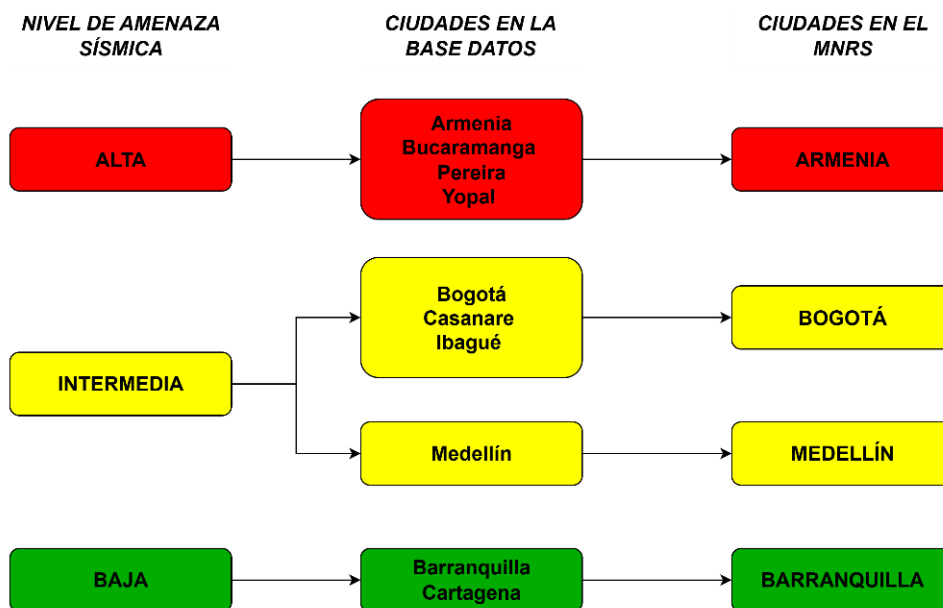 NIVEL DE AMENAZA
SÍSMICA
CIUDADES EN LA
BASE DATOS
CIUDADES EN EL
MNRS
ALTA
Armenia
Bucaramanga
Pereira
Yopal
ARMENIA
INTERMEDIA
Bogotá
Casanare
Ibagué
BOGOTÁ
Medellín
MEDELLÍN
BAJA
Barranquilla
Cartagena
BARRANQUILLA